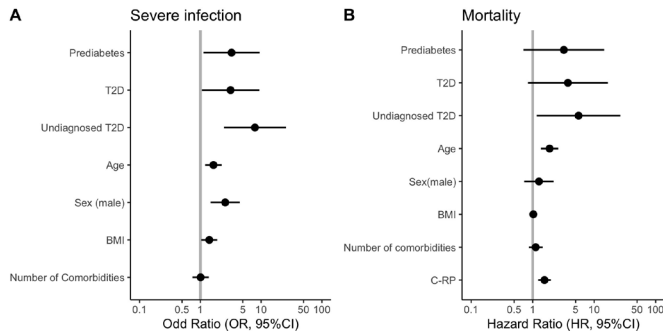 A
Severe infection
Prediabetes
T2D
Undiagnosed T2D
Age
Sex (male)
BMI
Number of Comorbidities
0.1 0.5 1 5 10 50 100
Odd Ratio (OR, 95%CI)
B
Mortality
Prediabetes
T2D
Undiagnosed T2D
Age
Sex(male)
BMI
Number of comorbidities
C-RP
0.1 0.5 1 5 10 50 100
Hazard Ratio (HR, 95%CI)